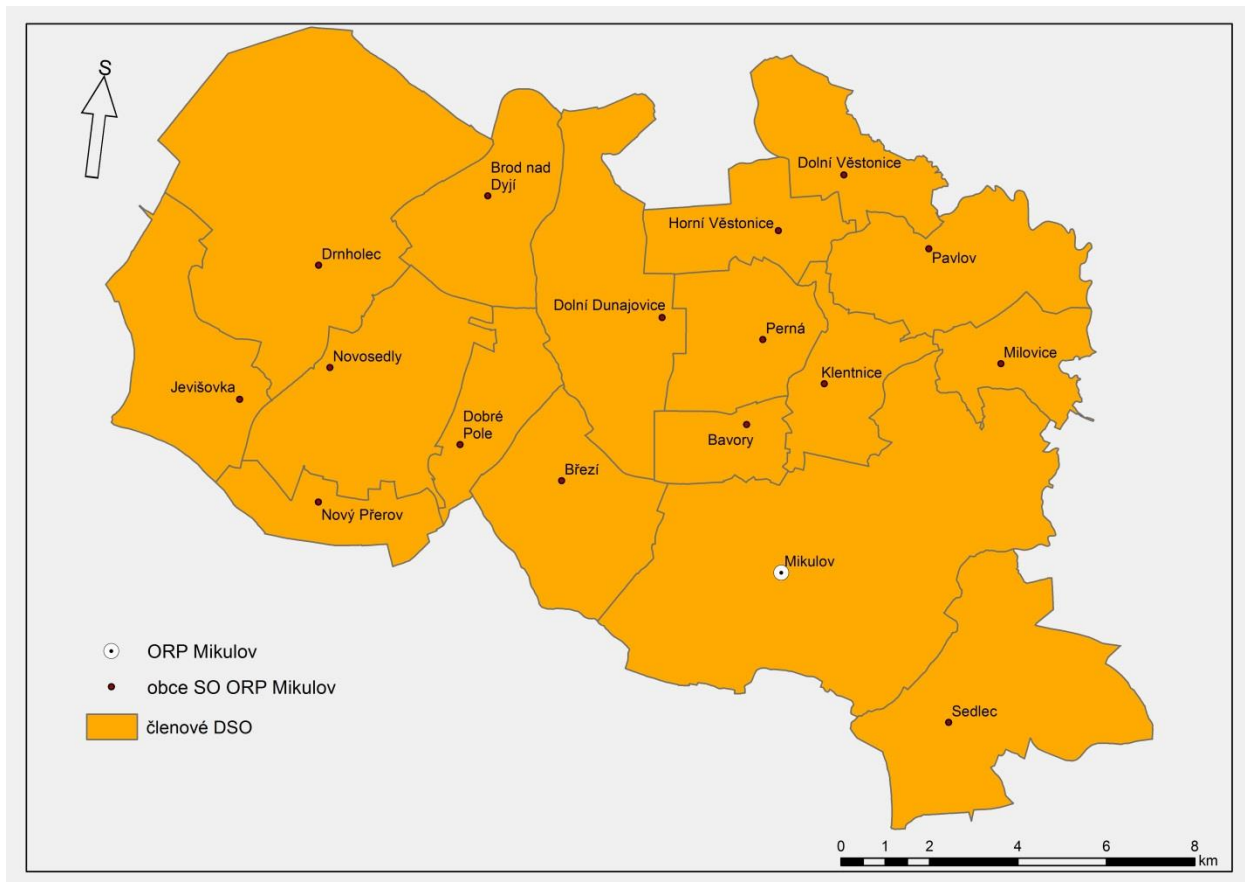 S
Brod nad
Dyjí
Dolní Věstonice
Horní Věstonice
Drnholec
Pavlov
Dolní Dunajovice
Perná
Novosedly
Milovice
Klentnice
Jevišovka
Dobré
Pole
Bavory
Březí
Nový Přerov
Mikulov
ORP Mikulov
obce SO ORP Mikulov
členové DSO
Sedlec
0 1 2 4 6 8
km